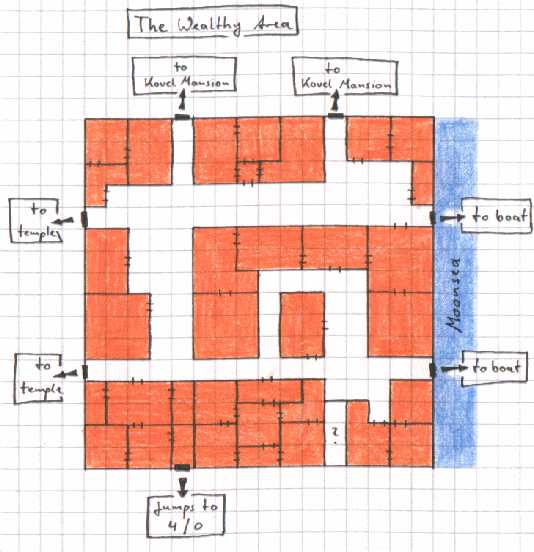 The Wealthy Area
to
Kovel Mansion
to
Kovel Mansion
to
temple
to boat
Moonsea
to
temple
to boat
?
Jumps to
4/0